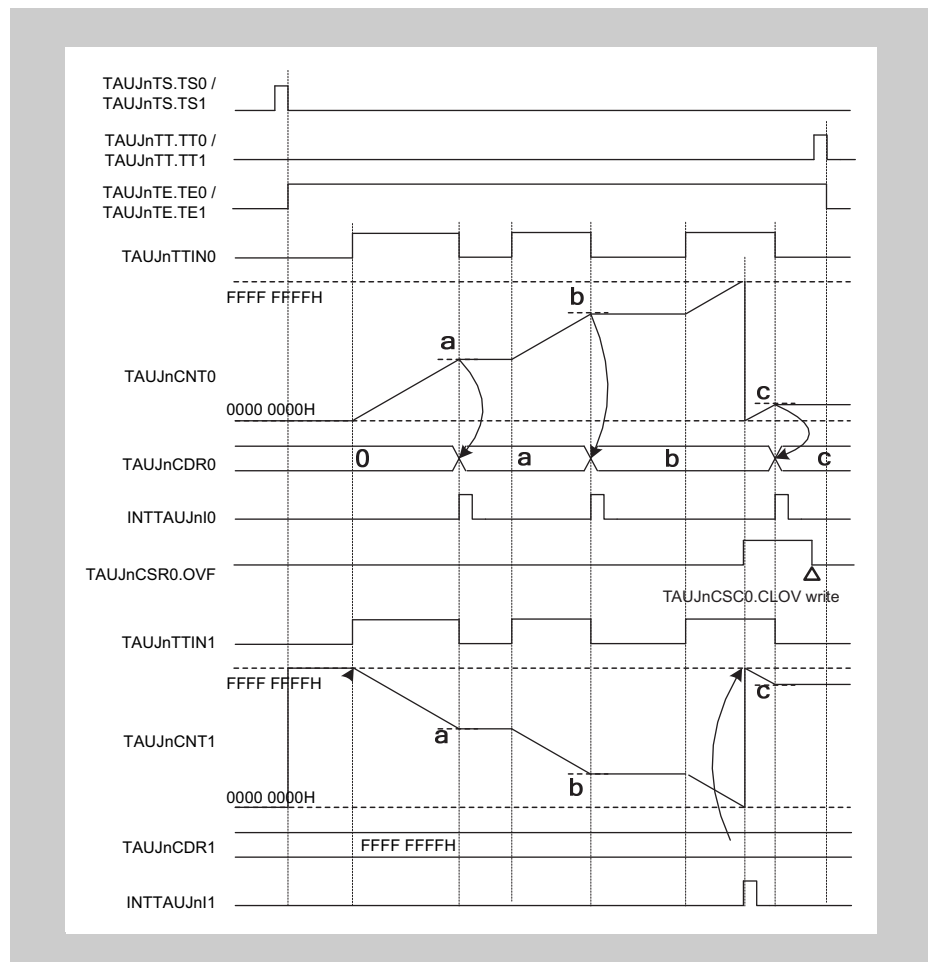 TAUJnTS.TS0 /
TAUJnTS.TS1
TAUJnTT.TT0 /
TAUJnTT.TT1
TAUJnTE.TE0 /
TAUJnTE.TE1
TAUJnTTIN0
FFFF FFFFH
b
a
TAUJnCNT0
c
0000 0000H
TAUJnCDR0
0
a
b
c
INTTAUJnI0
TAUJnCSR0.OVF
TAUJnCSC0.CLOV write
TAUJnTTIN1
FFFF FFFFH
c
a
TAUJnCNT1
b
0000 0000H
TAUJnCDR1
FFFF FFFFH
INTTAUJnI1